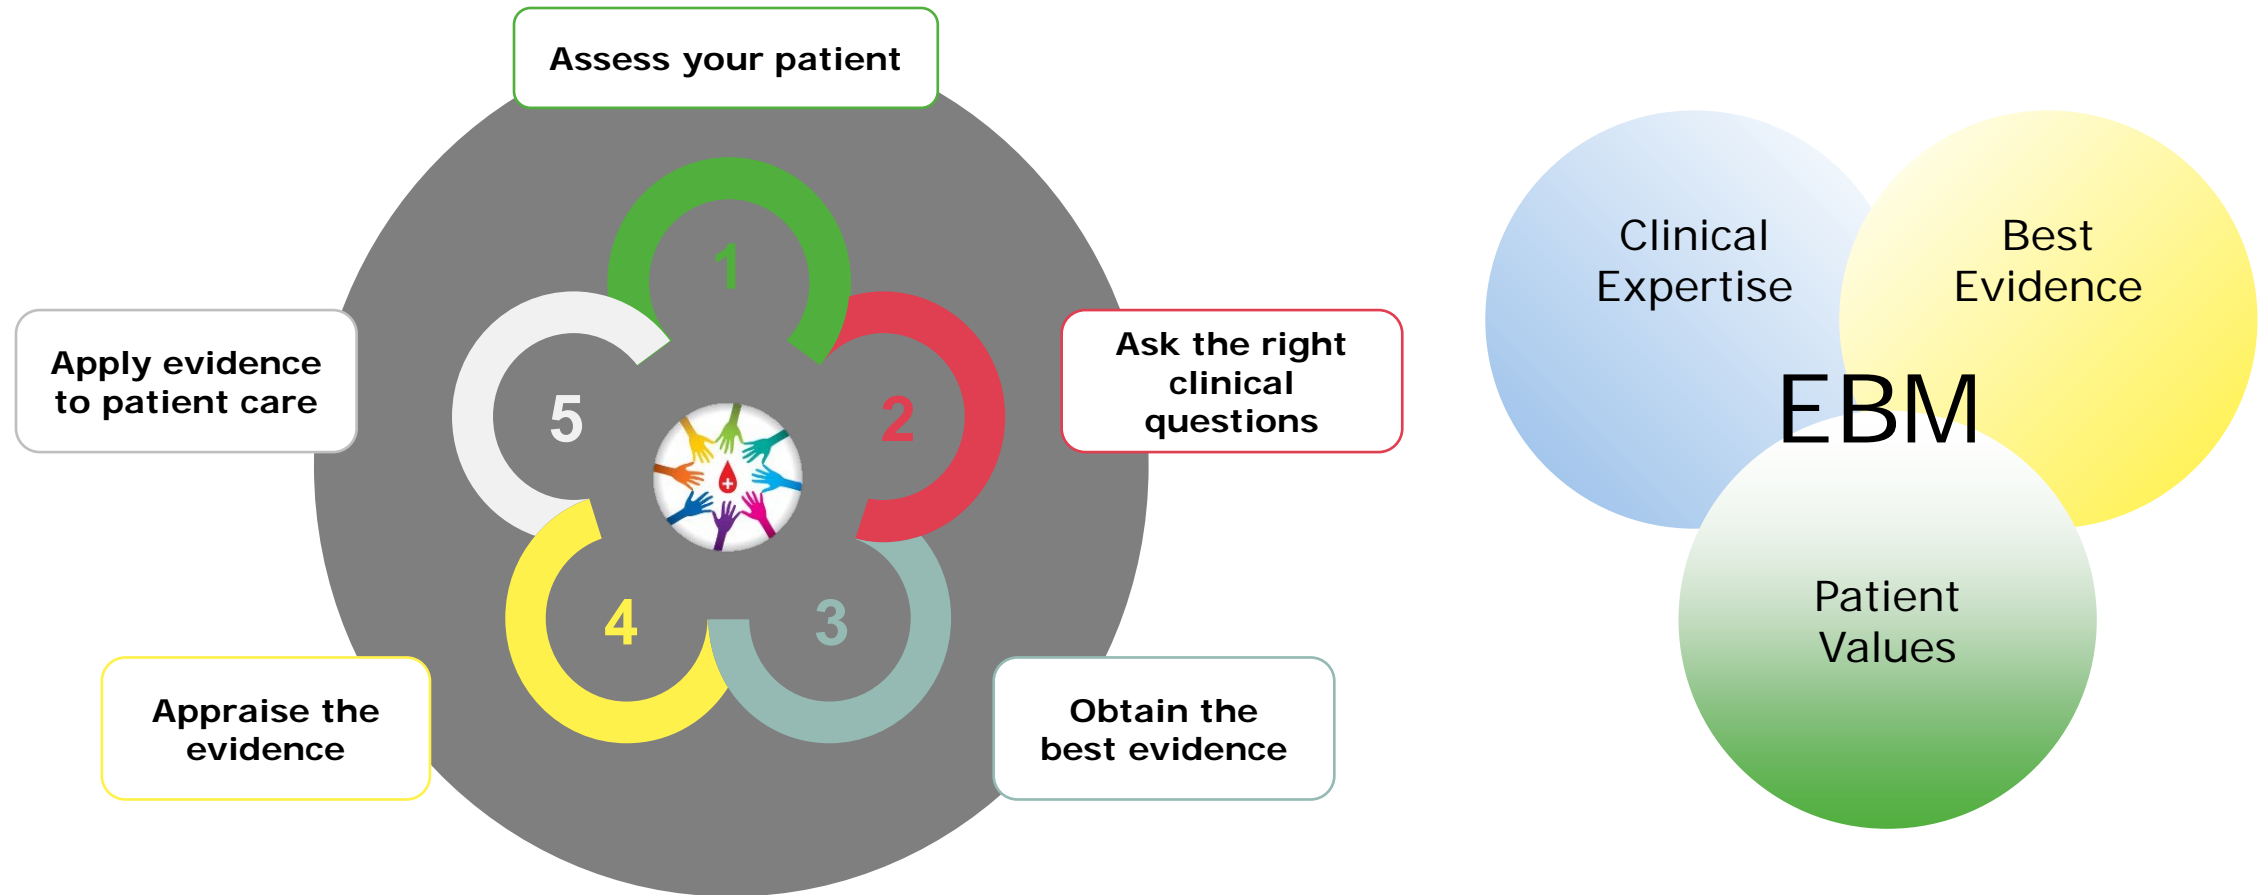 Assess your patient
1
Ask the right
clinical
questions
2
Obtain the
best evidence
3
Appraise the
evidence
4
Apply evidence
to patient care
5
Clinical
Expertise
Best
Evidence
EBM
Patient
Values